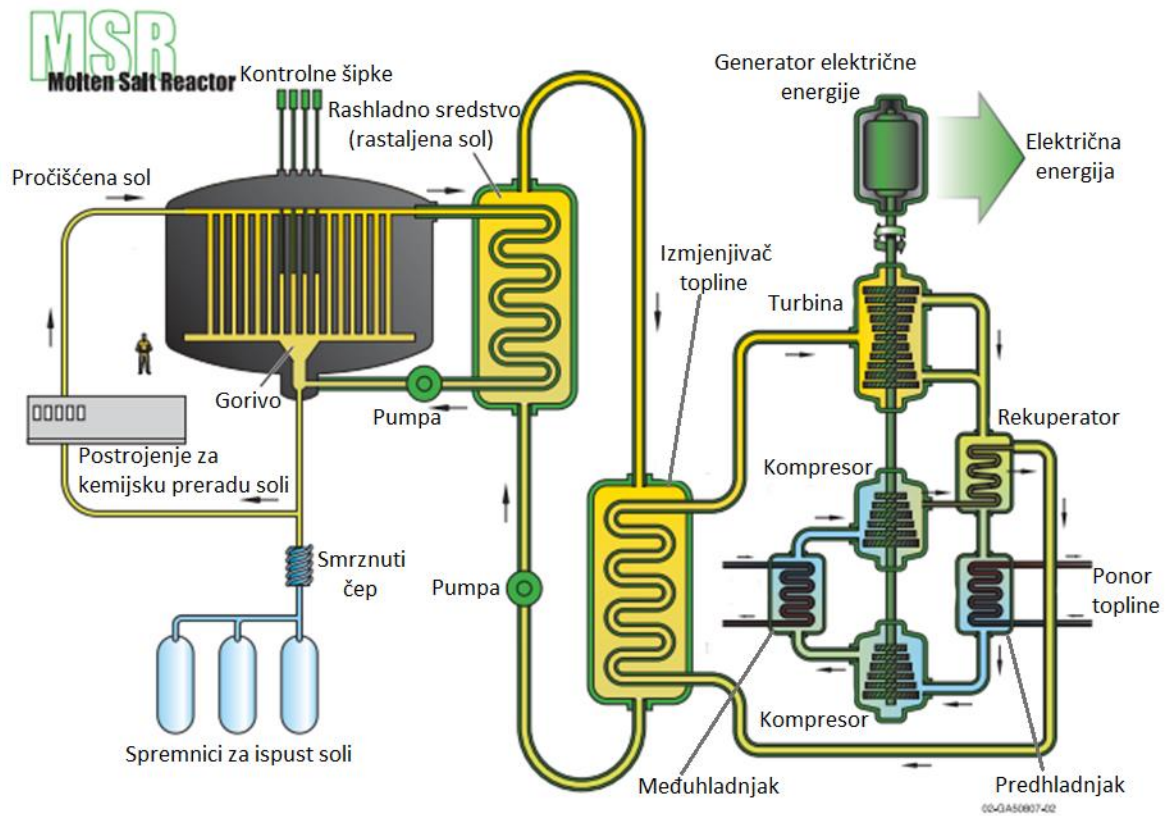 MSR
Molten Salt Reactor
Kontrolne šipke
Rashladno sredstvo
(rastaljena sol)
Pročišćena sol
Generator električne
energije
Električna
energija
Izmjenjivač
topline
Turbina
Gorivo
Pumpa
Rekuperator
Postrojenje za
kemijsku preradu soli
Kompresor
Smrznuti
čep
Pumpa
Ponor
topline
Kompresor
Spremnici za ispust soli
Međuhladnjak
Predhladnjak
02-GA50807-02